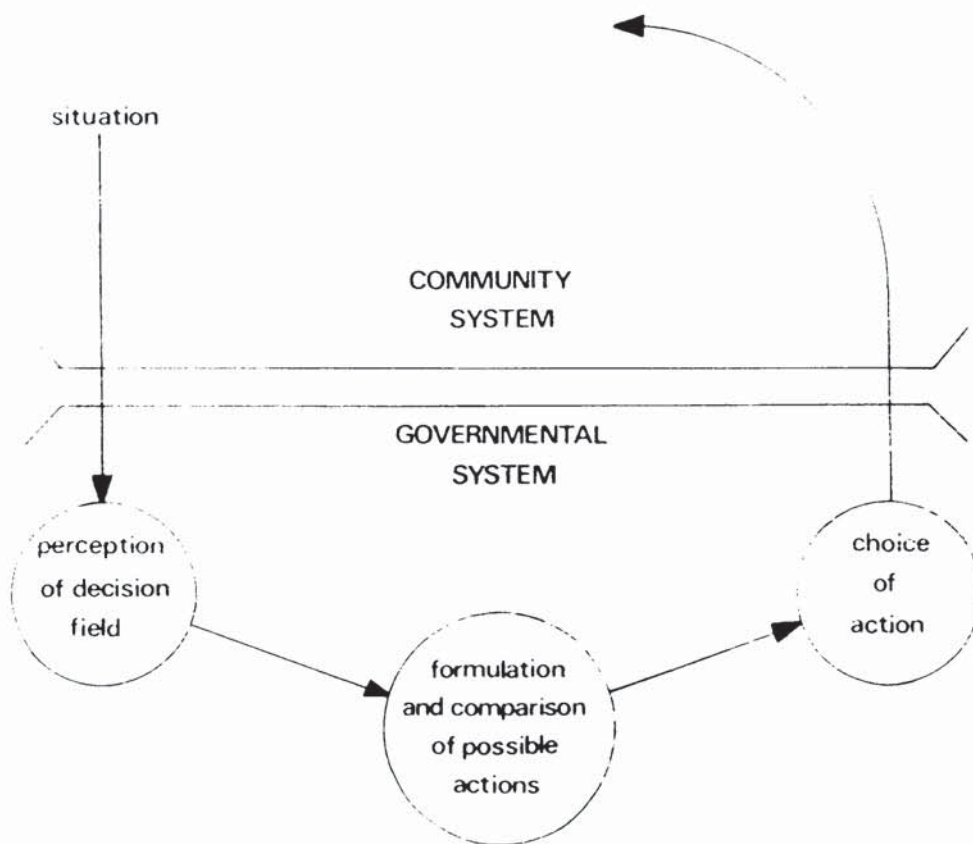 situation
COMMUNITY
SYSTEM
GOVERNMENTAL
SYSTEM
perception
of decision
field
formulation
and comparison
of possible
actions
choice
of
action